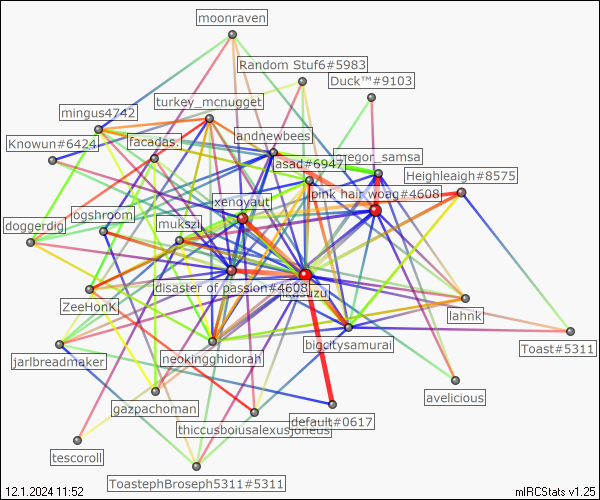 moonraven
Random Stuf6#5983
Duck™#9103
turkey_mcnugget
mingus4742
andnewbees
Knowun#6424
facadas.
asad#6947
gregor_samsa
Heighleaigh#8575
pink hair woag#4608
xenoyaut
ogshroom
mukszi
doggerdig
disaster of passion#4608
ZeeHonk
lahnk
bigcitysamurai
Toast#5311
jarlbreadmaker
neokingghidorah
avelicious
gazpachoman
default#0617
thiccusboiusalexusjoneus
tescoroll
ToastephBroseph5311#5311
12.1.2024 11:52
mIRCStats v1.25